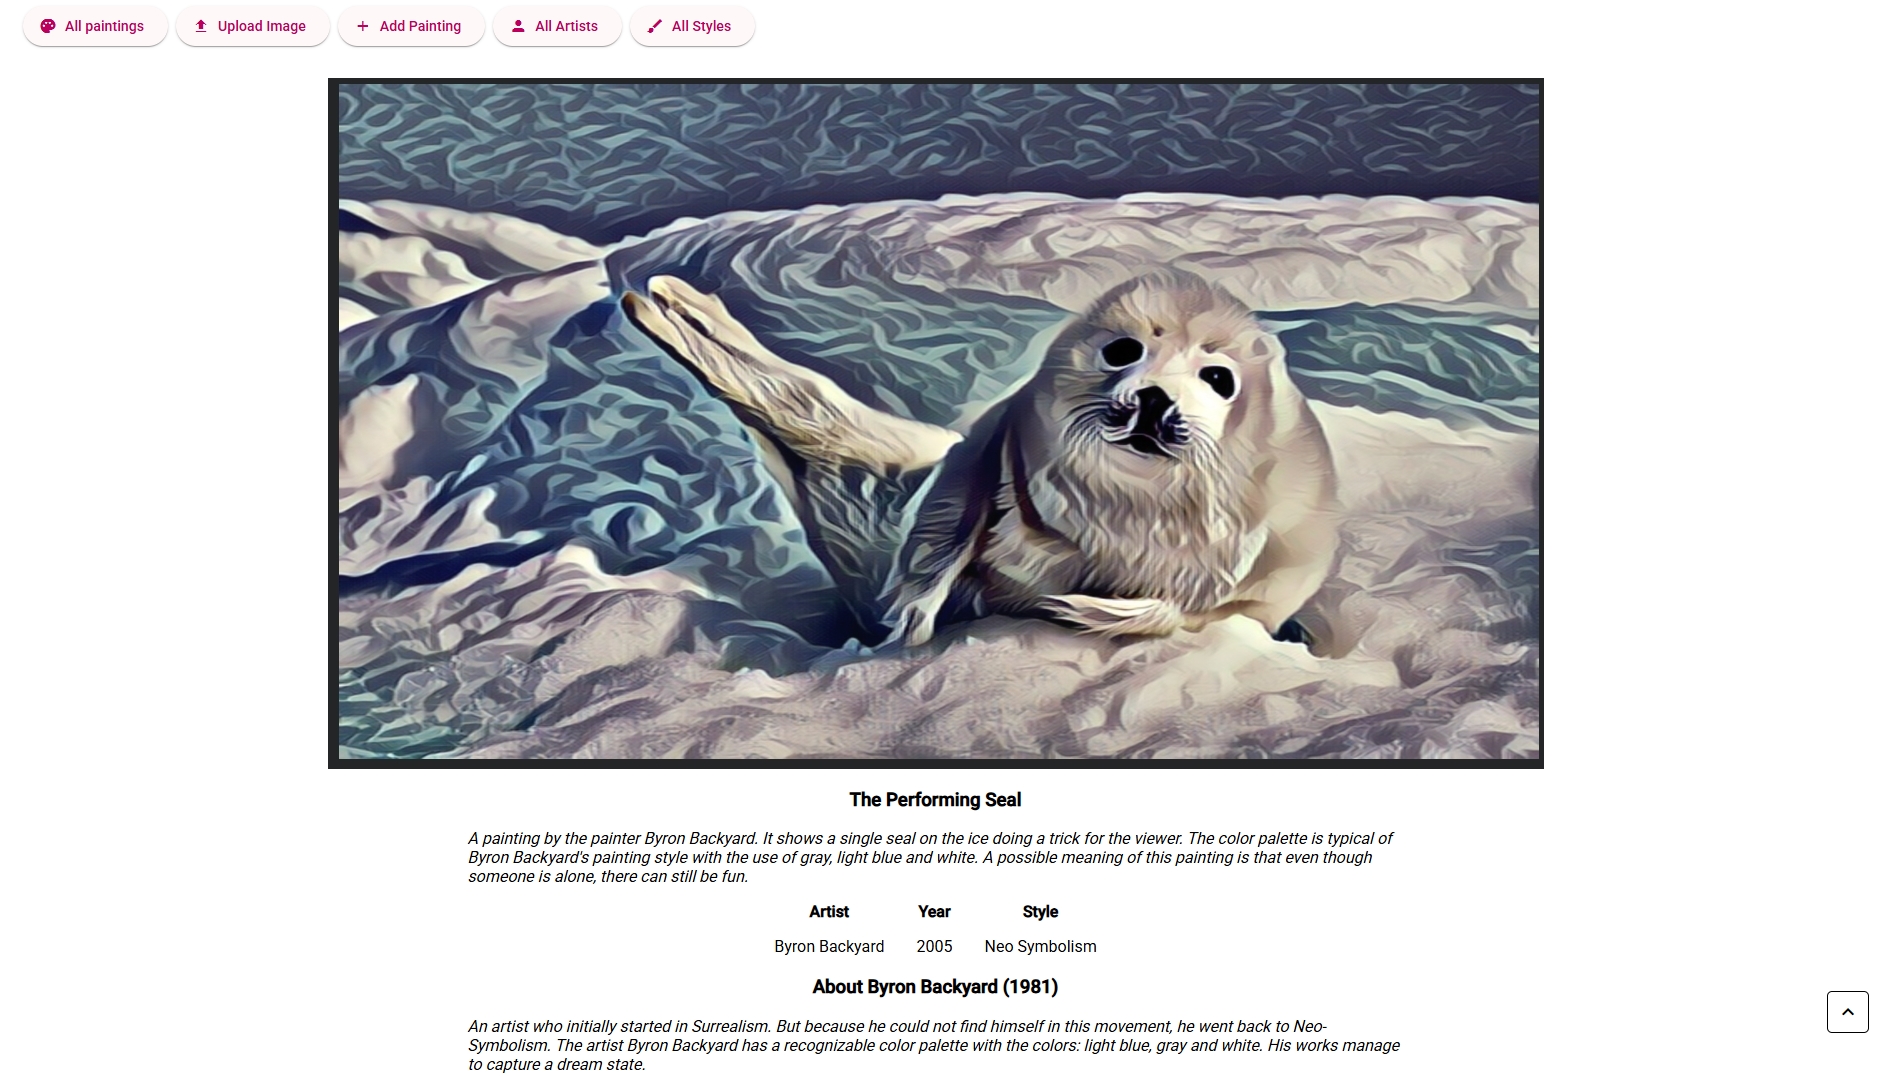 All paintings Upload Image Add Painting All Artists All Styles
The Performing Seal
A painting by the painter Byron Backyard. It shows a single seal on the ice doing a trick for the viewer. The color palette is typical of
Byron Backyard's painting style with the use of gray, light blue and white. A possible meaning of this painting is that even though
someone is alone, there can still be fun.
Artist Year Style
Byron Backyard 2005 Neo Symbolism
About Byron Backyard (1981)
An artist who initially started in Surrealism. But because he could not find himself in this movement, he went back to Neo-
Symbolism. The artist Byron Backyard has a recognizable color palette with the colors: light blue, gray and white. His works manage
to capture a dream state.